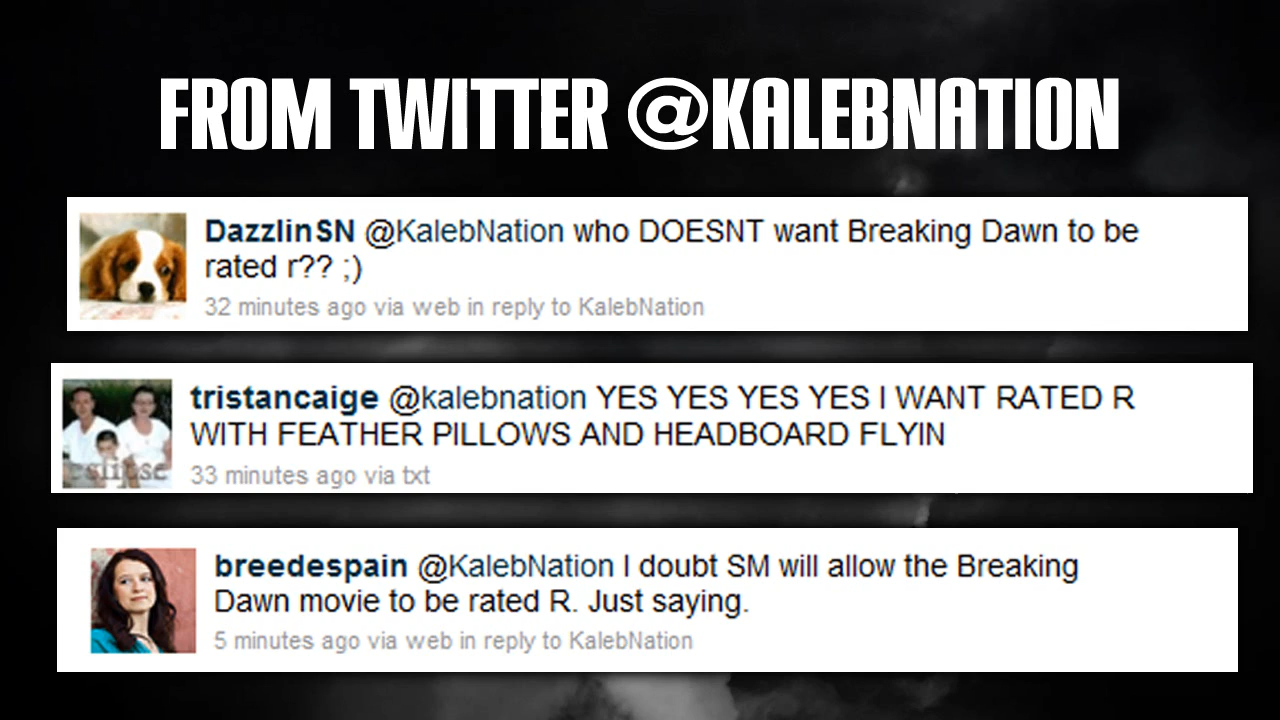 FROM TWITTER @KALEBNATION
DazzlinSN @KalebNation who DOESNT want Breaking Dawn to be
rated r?? ;)
32 minutes ago via web in reply to KalebNation
tristancaige @kalebnation YES YES YES YES I WANT RATED R
WITH FEATHER PILLOWS AND HEADBOARD FLYIN
33 minutes ago via txt
breedespain @KalebNation I doubt SM will allow the Breaking
Dawn movie to be rated R. Just saying.
5 minutes ago via web in reply to KalebNation